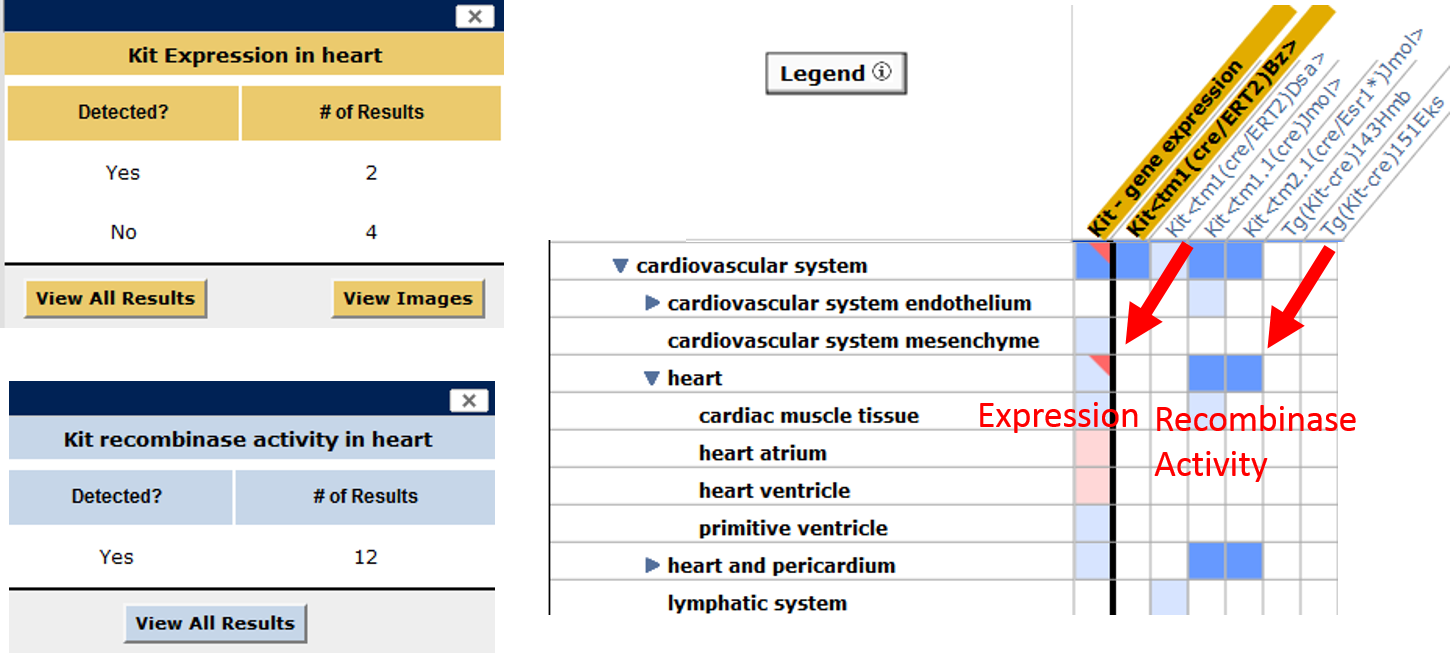 Kit Expression in heart
Detected? # of Results
Yes 2
No 4
View All Results View Images
Kit recombinase activity in heart
Detected? # of Results
Yes 12
View All Results
Legend
Kit - gene expression
Kit<tm1(cre/ERT2)Bz>
Kit<tm1(cre/ERT2)Dsa>
Kit<tm1.1(cre)Jmol>
Kit<tm2.1(cre/Esr1*)Jmol>
Tg(Kit-cre)143Hmb
Tg(Kit-cre)151Eks
cardiovascular system
cardiovascular system endothelium
cardiovascular system mesenchyme
heart
cardiac muscle tissue
heart atrium
heart ventricle
primitive ventricle
heart and pericardium
lymphatic system
Expression
Recombinase
Activity